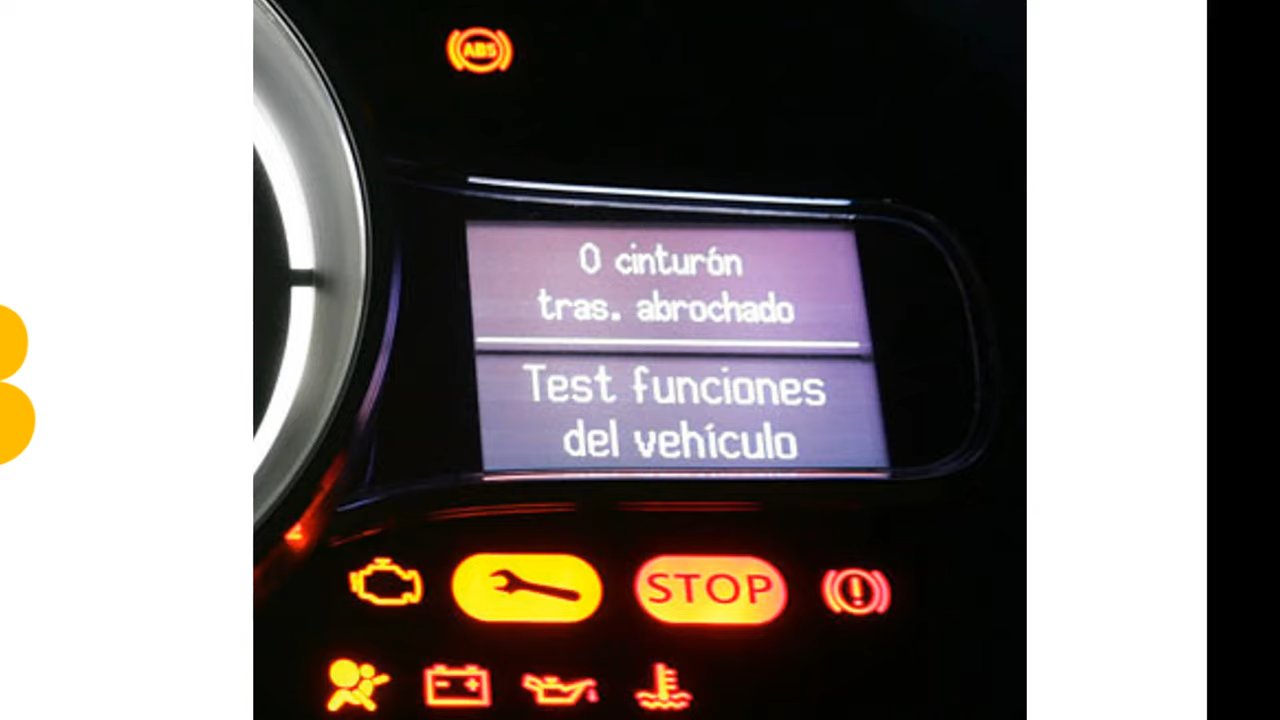 ABS
0 cinturón
tras. abrochado
Test funciones
del vehículo
STOP